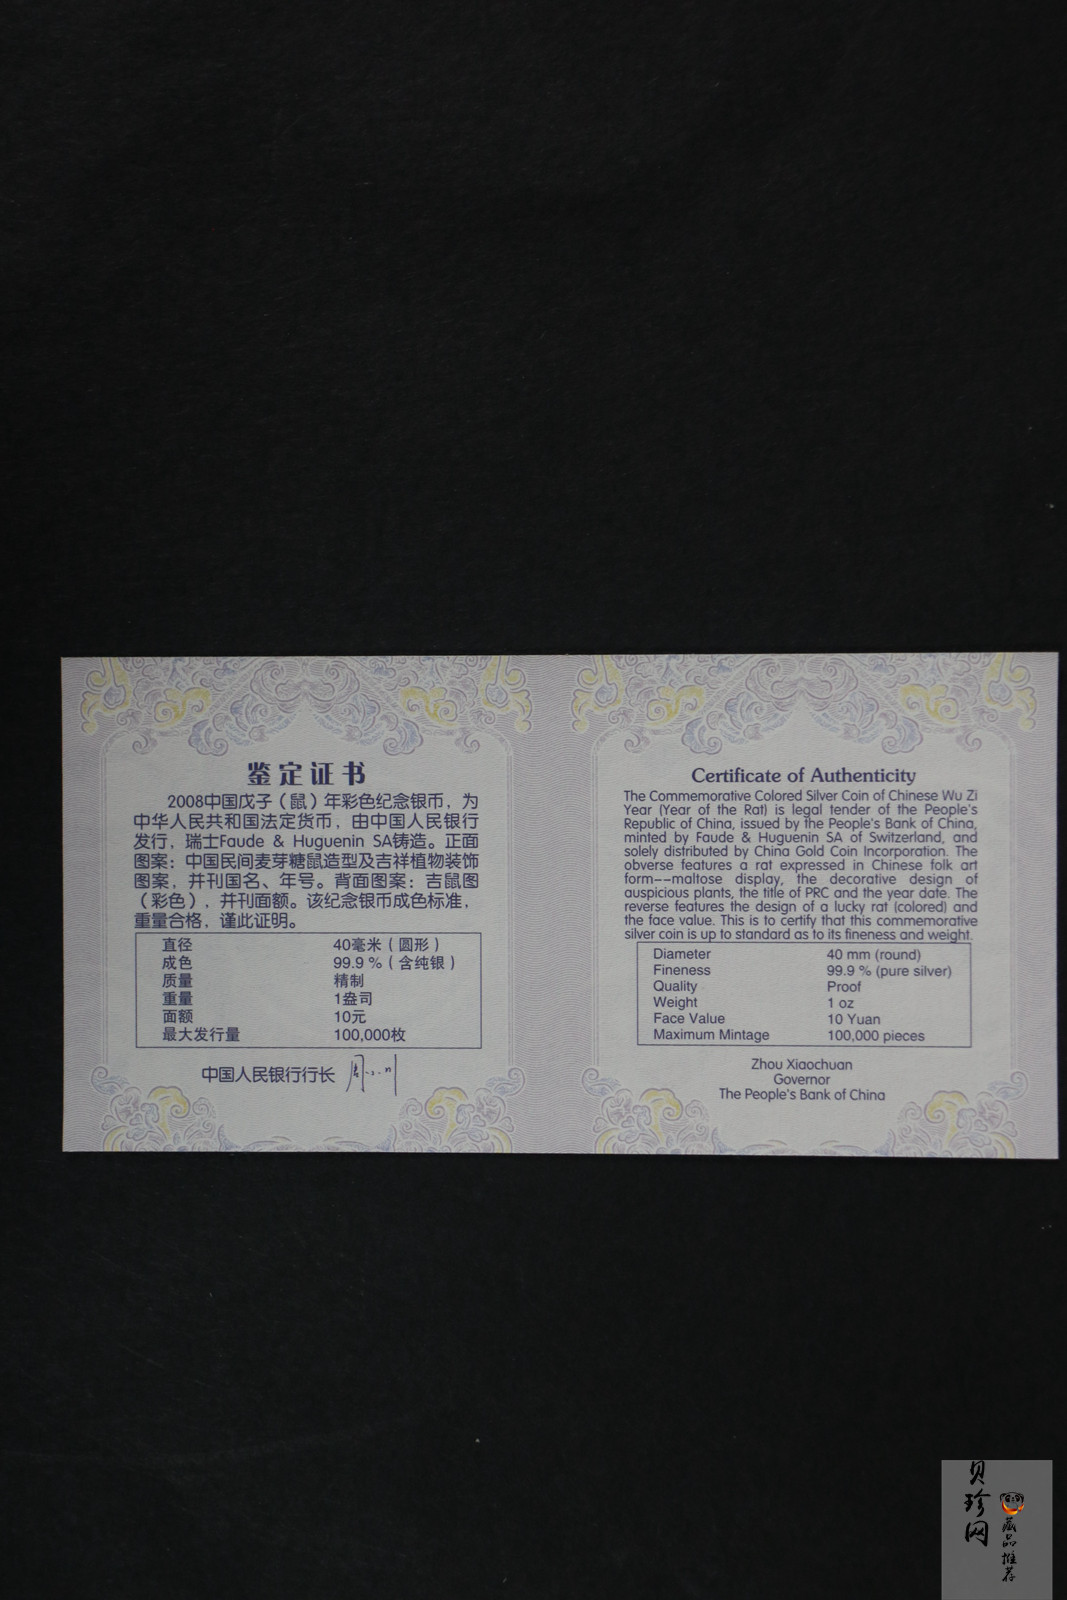 鉴定证书
2008中国戊子（鼠）年彩色纪念银币，为
中华人民共和国法定货币，由中国人民银行
发行，瑞士Faude & Huguenin SA铸造。正面
图案：中国民间麦芽糖鼠造型及吉祥植物装饰
图案，并刊国名、年号。背面图案：吉鼠图
（彩色），并刊面额。该纪念银币成色标准，
重量合格，谨此证明。
直径 40毫米（圆形）
成色 99.9 %（含纯银）
质量 精制
重量 1盎司
面额 10元
最大发行量 100,000枚
中国人民银行行长
Certificate of Authenticity
The Commemorative Colored Silver Coin of Chinese Wu Zi
Year (Year of the Rat) is legal tender of the People's
Republic of China, issued by the People's Bank of China,
minted by Faude & Huguenin SA of Switzerland, and
solely distributed by China Gold Coin Incorporation. The
obverse features a rat expressed in Chinese folk art
form--maltose display, the decorative design of
auspicious plants, the title of PRC and the year date. The
reverse features the design of a lucky rat (colored) and
the face value. This is to certify that this commemorative
silver coin is up to standard as to its fineness and weight.
Diameter 40 mm (round)
Fineness 99.9 % (pure silver)
Quality Proof
Weight 1 oz
Face Value 10 Yuan
Maximum Mintage 100,000 pieces
Zhou Xiaochuan
Governor
The People's Bank of China
贝珍网
藏品推荐